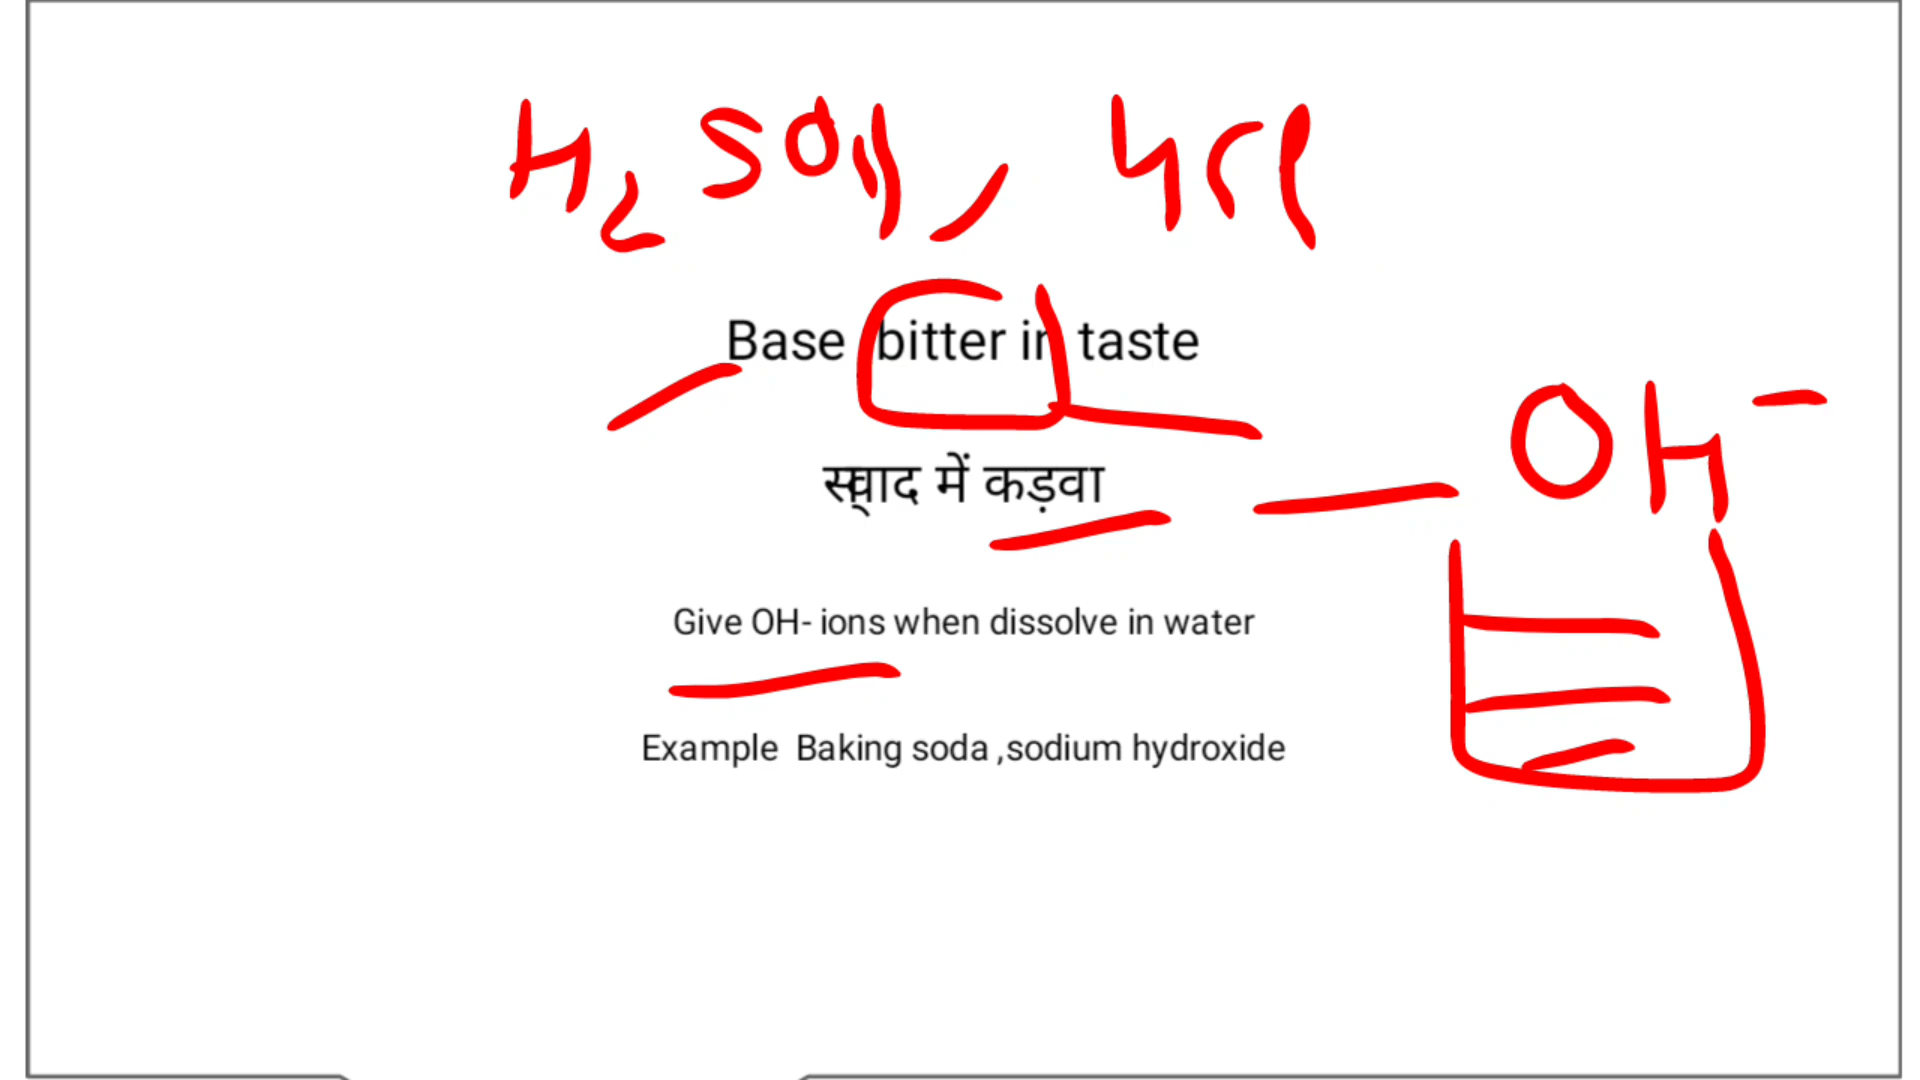 H₂SO₄, HCl
Base bitter in taste
स्वाद में कड़वा
OH⁻
Give OH- ions when dissolve in water
Example Baking soda ,sodium hydroxide